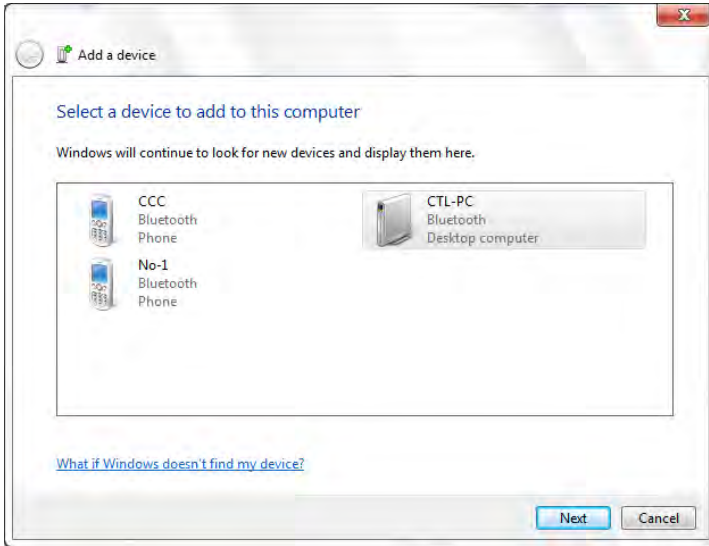 Add a device
Select a device to add to this computer
Windows will continue to look for new devices and display them here.
CCC
Bluetooth
Phone
CTL-PC
Bluetooth
Desktop computer
No-1
Bluetooth
Phone
What if Windows doesn't find my device?
Next
Cancel